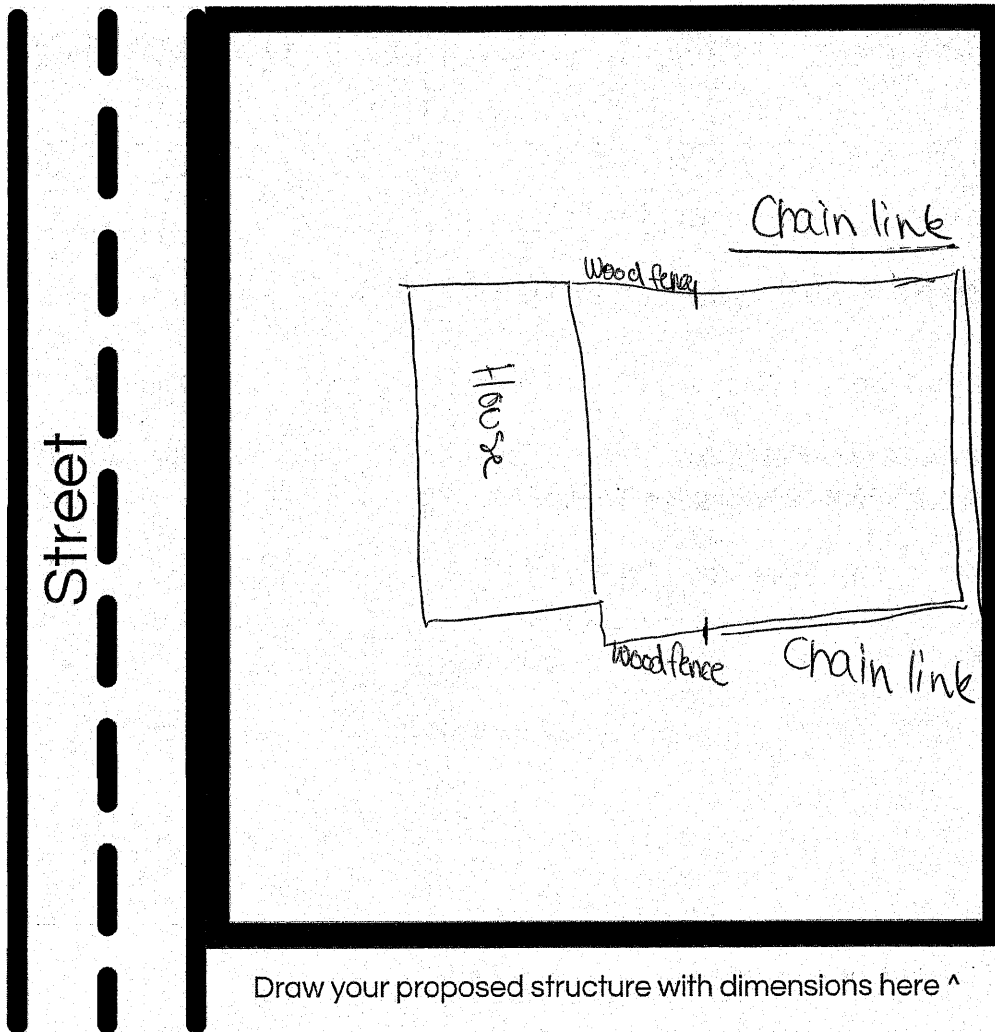 Chain link
Wood fence
House
Street
Wood fence
Chain link
Draw your proposed structure with dimensions here ^